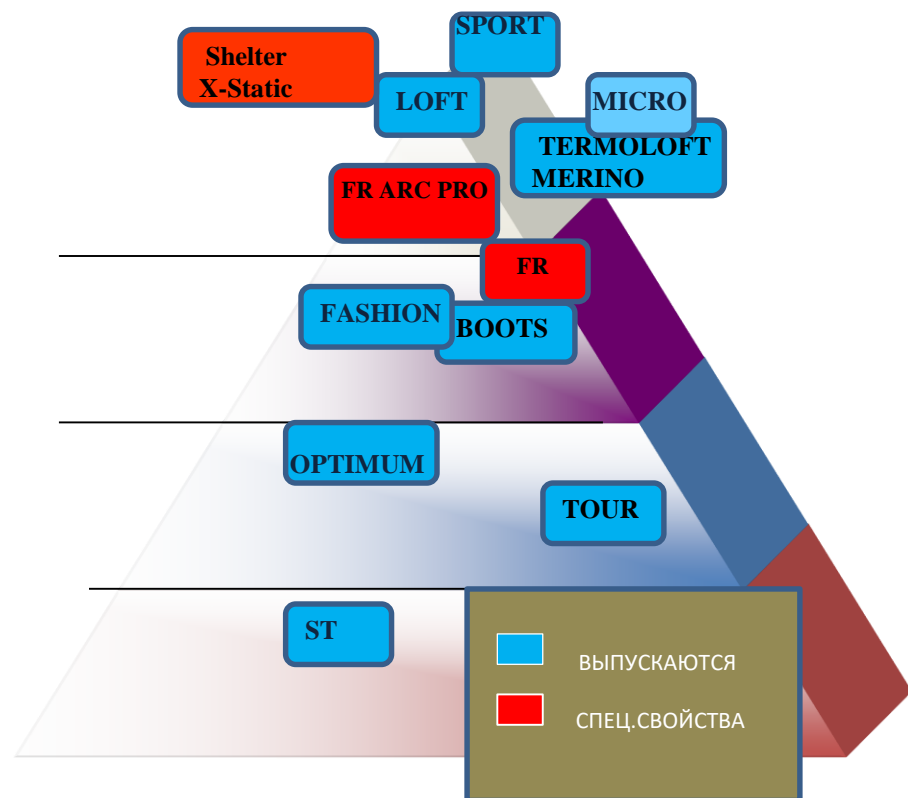 SPORT
Shelter
X-Static
LOFT
MICRO
TERMOLOFT
MERINO
FR ARC PRO
FR
FASHION
BOOTS
OPTIMUM
TOUR
ST
ВЫПУСКАЮТСЯ
СПЕЦ.СВОЙСТВА